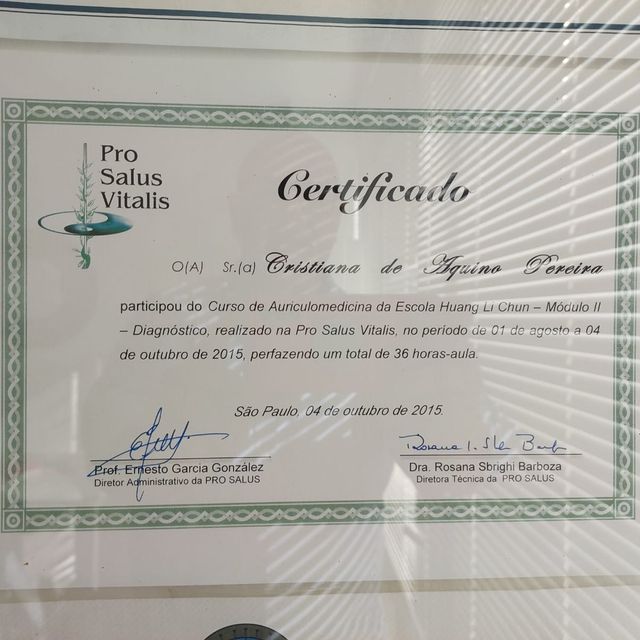 Pro
Salus
Vitalis
Certificado
O(A) Sr.(a) Cristiana de Aquino Pereira
participou do Curso de Auriculomedicina da Escola Huang Li Chun – Módulo II
– Diagnóstico, realizado na Pro Salus Vitalis, no período de 01 de agosto a 04
de outubro de 2015, perfazendo um total de 36 horas-aula.
São Paulo, 04 de outubro de 2015.
Prof. Ernesto Garcia González
Diretor Administrativo da PRO SALUS
Dra. Rosana Sbrighi Barboza
Diretora Técnica da PRO SALUS